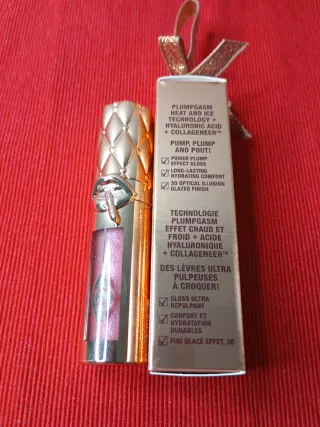 PLUMPGASM
HEAT AND ICE
TECHNOLOGY +
HYALURONIC ACID
+ COLLAGENEER™
PUMP, PLUMP
AND POUT!
POWER PLUMP
EFFECT GLOSS
LONG-LASTING
HYDRATING COMFORT
3D OPTICAL ILLUSION
GLAZED FINISH
TECHNOLOGIE
PLUMPGASM
EFFET CHAUD ET
FROID + ACIDE
HYALURONIQUE
+ COLLAGENEER™
DES LÈVRES ULTRA
PULPEUSES
À CROQUER!
GLOSS ULTRA
REPULPANT
CONFORT ET
HYDRATATION
DURABLES
FINI GLACÉ EFFET, 3D